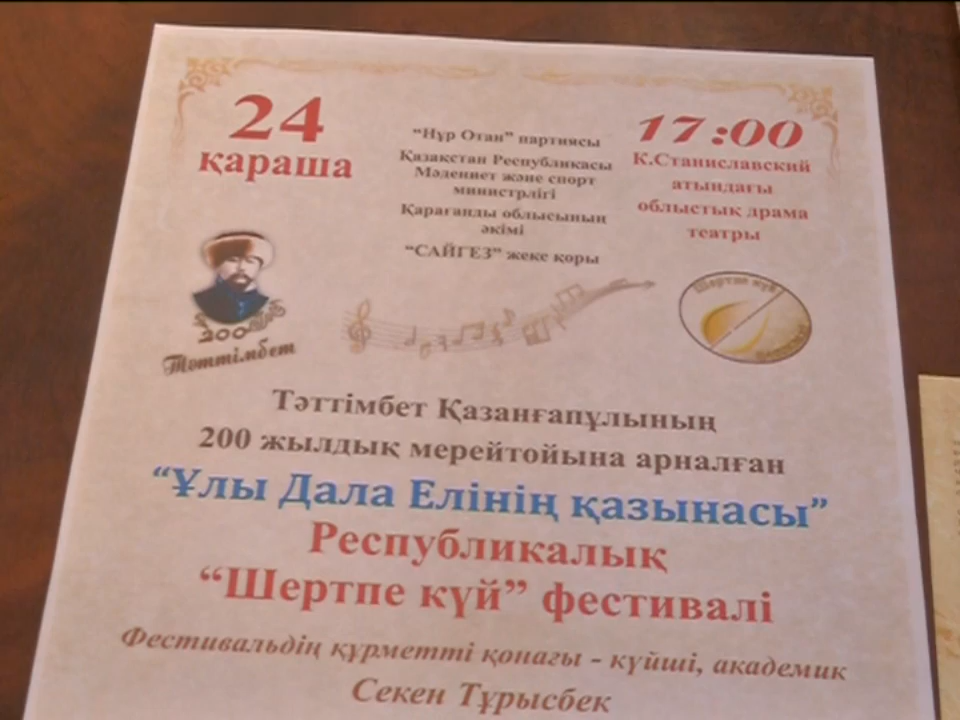 24
қараша
“Нұр Отан” партиясы
Қазақстан Республикасы
Мәдениет және спорт
министрлігі
Қарағанды облысының
әкімі
“САЙГЕЗ” жеке қоры
17:00
К.Станиславский
атындағы
облыстық драма
театры
200
Тәттімбет
Шертпе күй
Тәттімбет Қазанғапұлының
200 жылдық мерейтойына арналған
“Ұлы Дала Елінің қазынасы”
Республикалық
“Шертпе күй” фестивалі
Фестивальдің құрметті қонағы - күйші, академик
Секен Тұрысбек